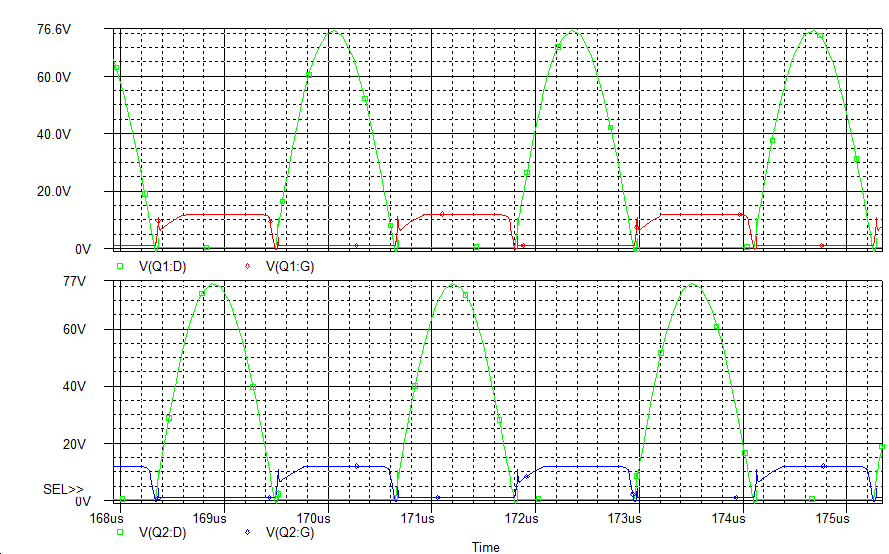 76.6V
60.0V
40.0V
20.0V
0V
V(Q1:D) V(Q1:G)
77V
60V
40V
20V
SEL>>
0V
168us 169us 170us 171us 172us 173us 174us 175us
V(Q2:D) V(Q2:G)
Time